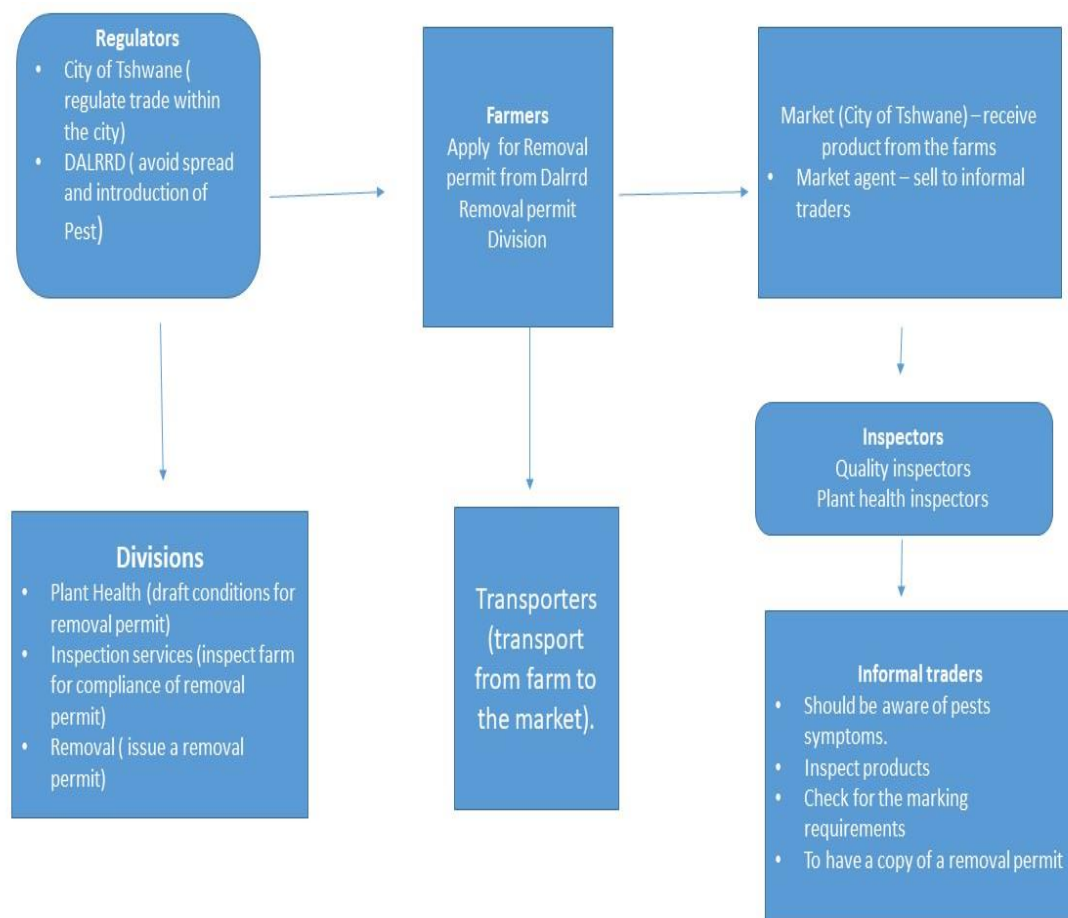 Regulators
• City of Tshwane (
regulate trade within
the city)
• DALRRD ( avoid spread
and introduction of
Pest)
Farmers
Apply for Removal
permit from Dalrrd
Removal permit
Division
Market (City of Tshwane) – receive
product from the farms
• Market agent – sell to informal
traders
Inspectors
Quality inspectors
Plant health inspectors
Divisions
• Plant Health (draft conditions for
removal permit)
• Inspection services (inspect farm
for compliance of removal
permit)
• Removal ( issue a removal
permit)
Transporters
(transport
from farm to
the market).
Informal traders
• Should be aware of pests
symptoms.
• Inspect products
• Check for the marking
requirements
• To have a copy of a removal permit